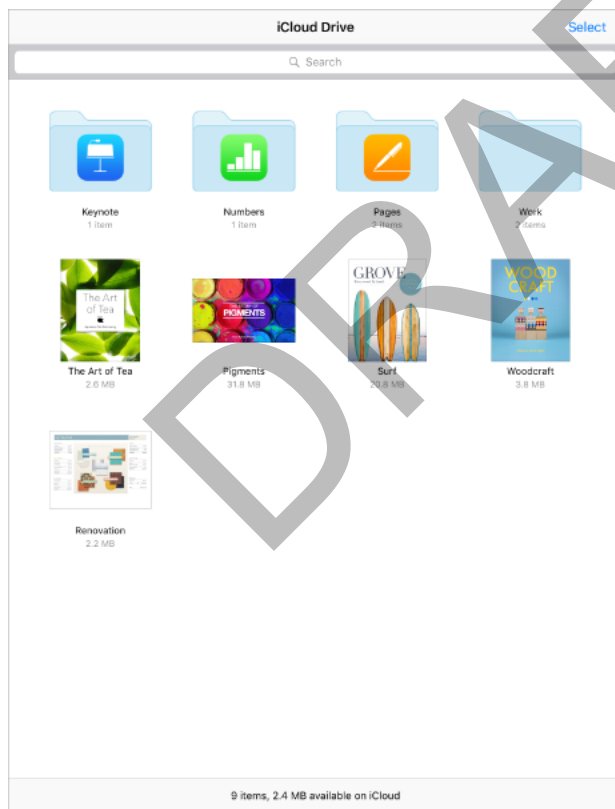 iCloud Drive
Select
Search
Keynote
1 item
Numbers
1 item
Pages
2 items
Work
2 items
The Art
of Tea
GROVE
PIGMENTS
WOOD
CRAFT
The Art of Tea
2.6 MB
Pigments
31.8 MB
Surf
20.8 MB
Woodcraft
3.8 MB
Renovation
2.2 MB
9 items, 2.4 MB available on iCloud
DRAF